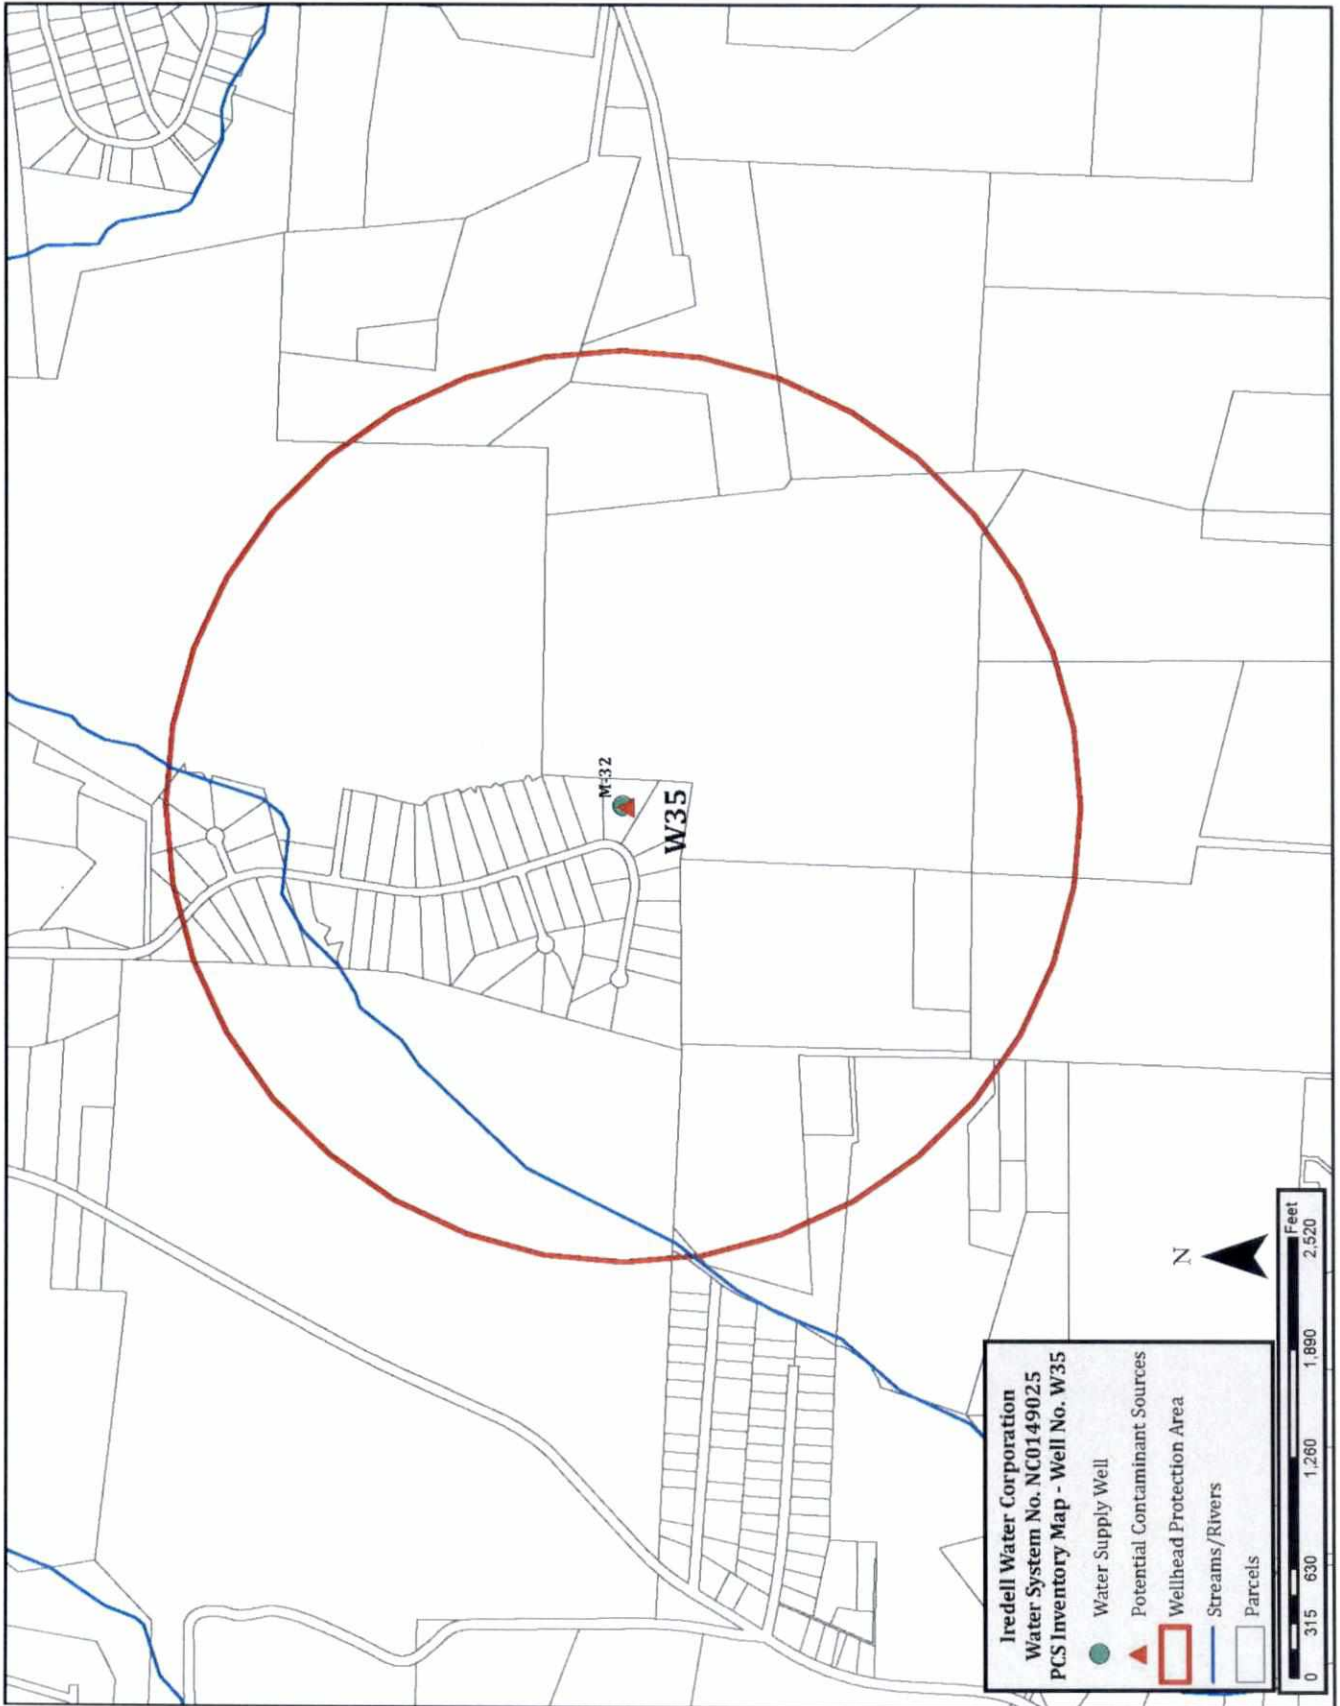 M-32
W35
N
Iredell Water Corporation
Water System No. NC0149025
PCS Inventory Map - Well No. W35
Water Supply Well
Potential Contaminant Sources
Wellhead Protection Area
Streams/Rivers
Parcels
0 315 630 1,260 1,890 2,520
Feet